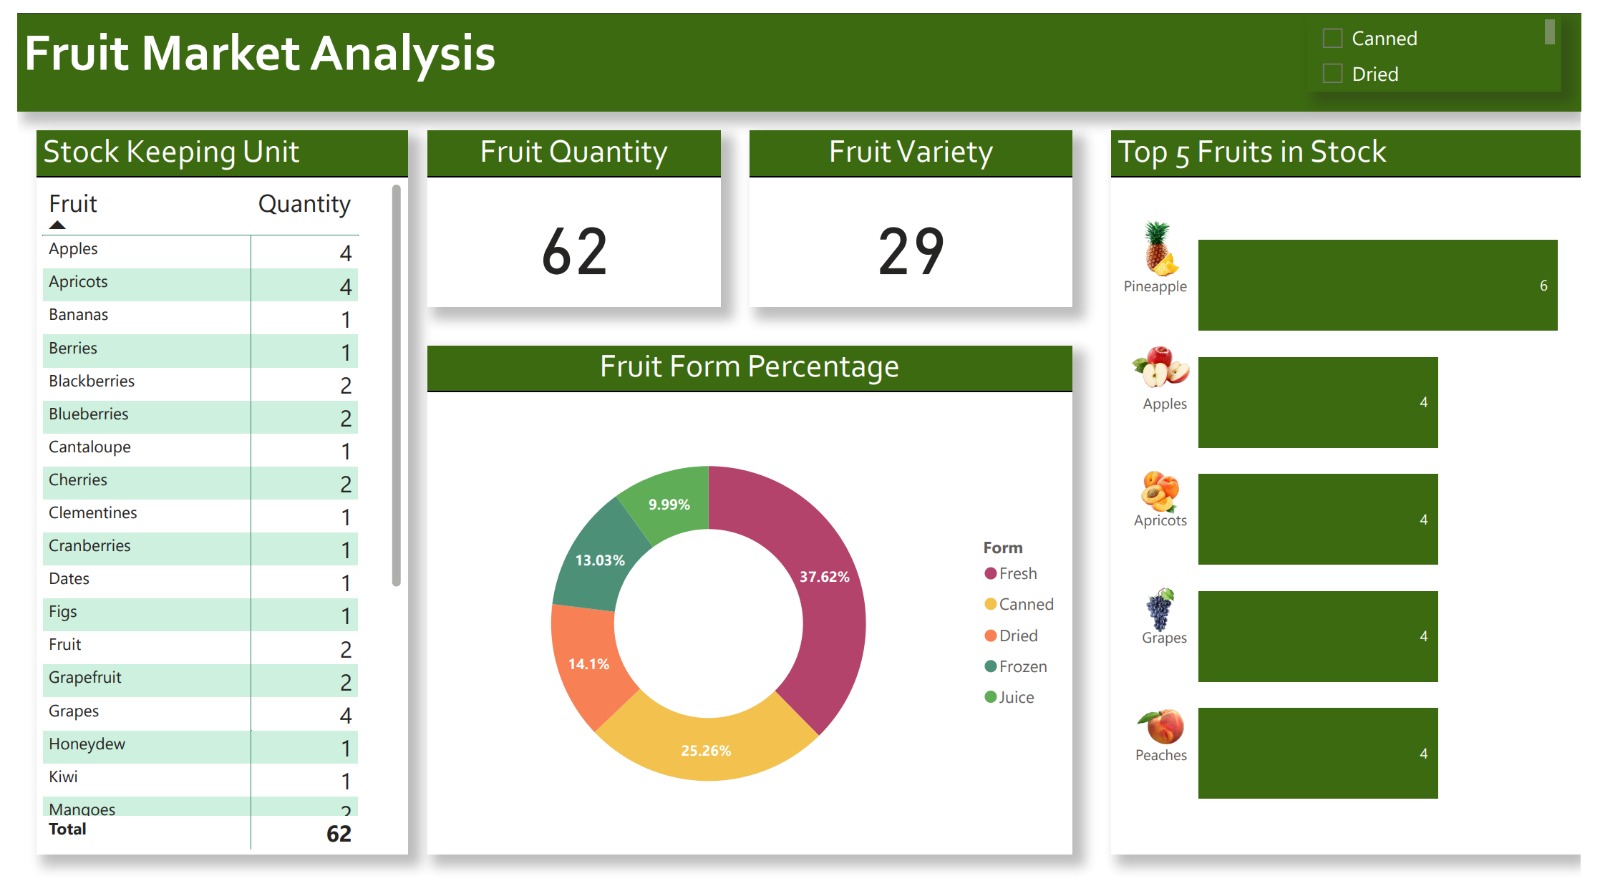 Fruit Market Analysis
Canned
Dried
Stock Keeping Unit
Fruit Quantity
Apples 4
Apricots 4
Bananas 1
Berries 1
Blackberries 2
Blueberries 2
Cantaloupe 1
Cherries 2
Clementines 1
Cranberries 1
Dates 1
Figs 1
Fruit 2
Grapefruit 2
Grapes 4
Honeydew 1
Kiwi 1
Mangoes 2
Total 62
Fruit Quantity
62
Fruit Variety
29
Fruit Form Percentage
9.99%
13.03%
37.62%
14.1%
25.26%
Form
Fresh
Canned
Dried
Frozen
Juice
Top 5 Fruits in Stock
Pineapple 6
Apples 4
Apricots 4
Grapes 4
Peaches 4